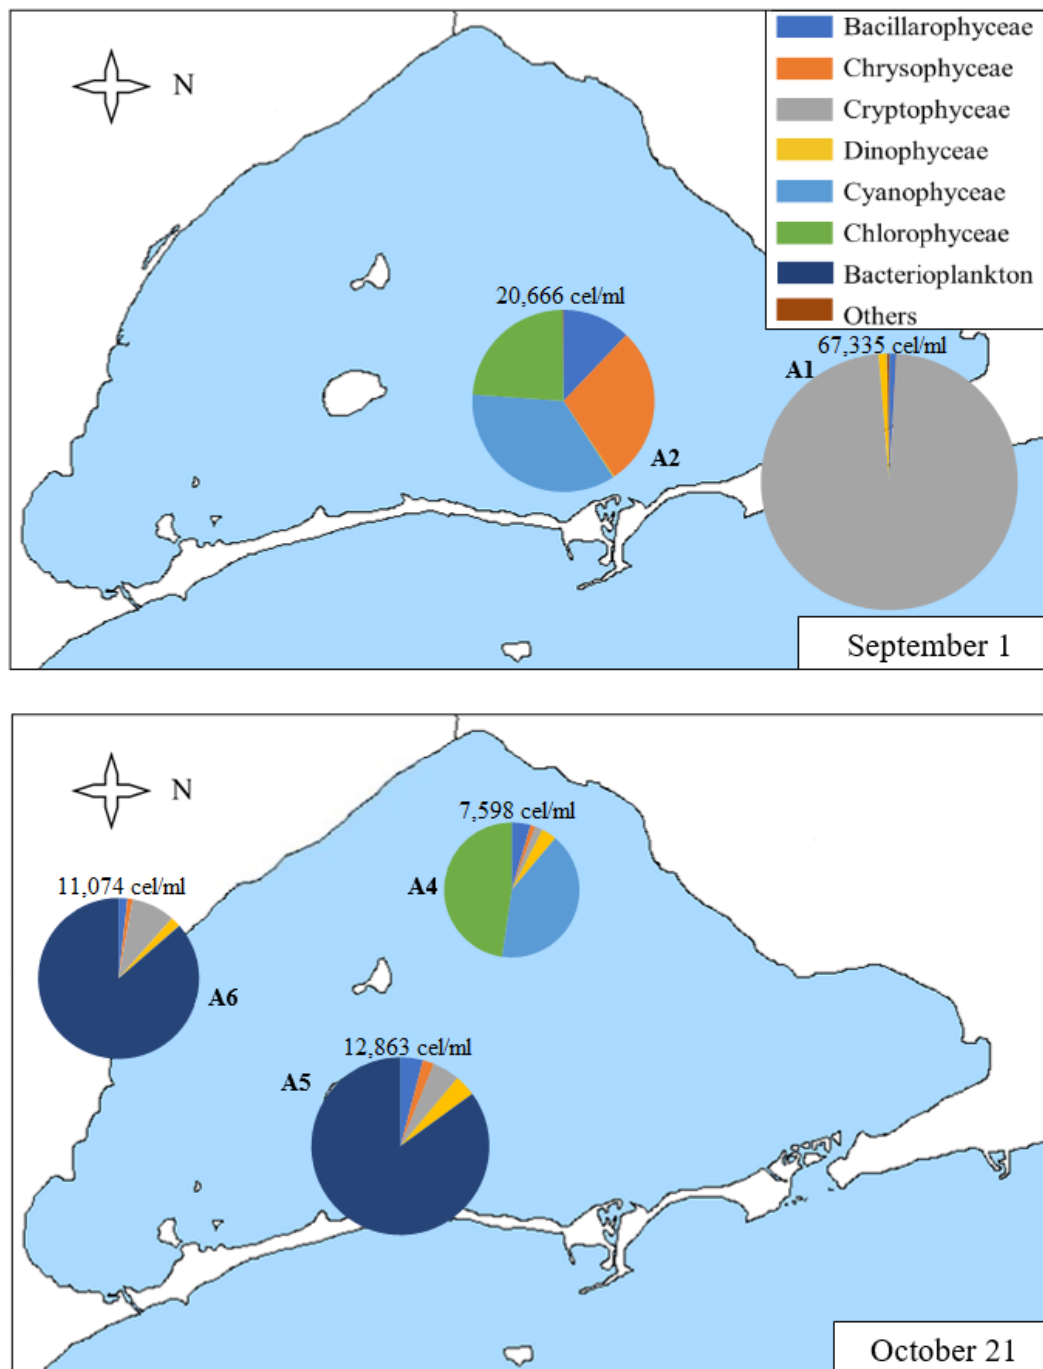 Bacillarophyceae
Chrysophyceae
Cryptophyceae
Dinophyceae
Cyanophyceae
Chlorophyceae
Bacterioplankton
Others
N
20,666 cel/ml
67,335 cel/ml
A1
A2
September 1
N
7,598 cel/ml
A4
11,074 cel/ml
A6
12,863 cel/ml
A5
October 21